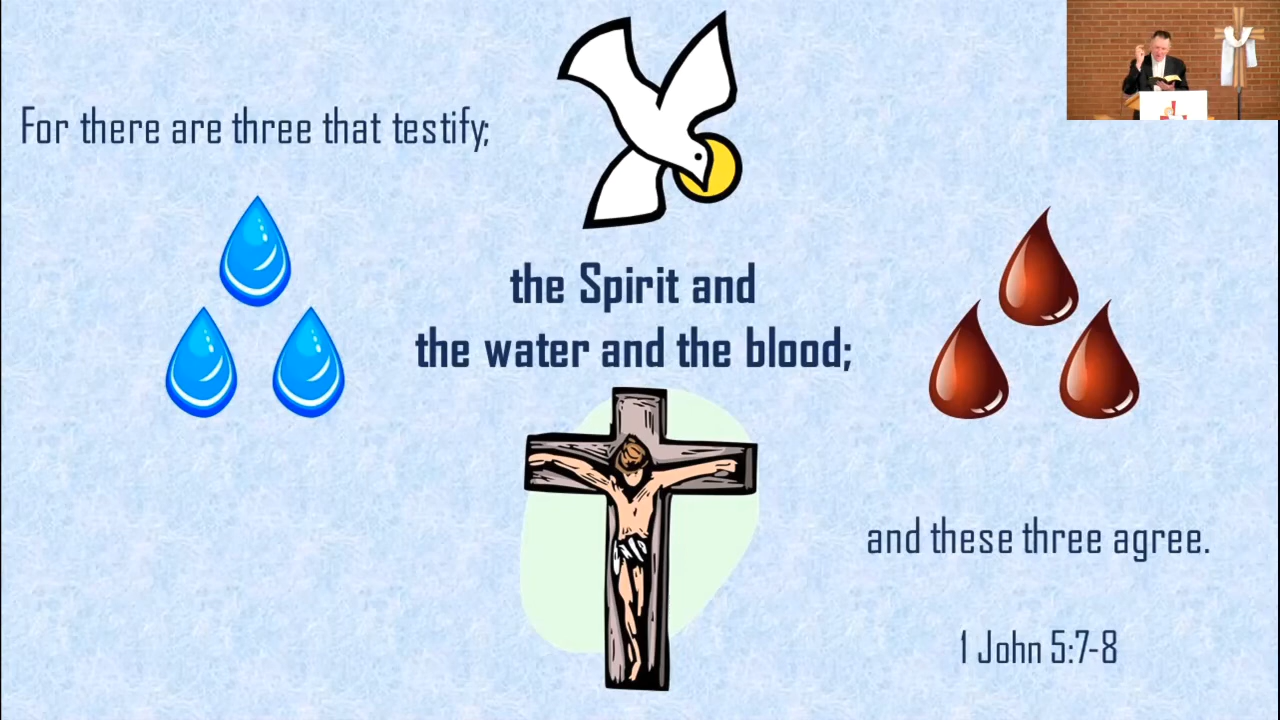 For there are three that testify;
the Spirit and
the water and the blood;
and these three agree.
1 John 5:7-8